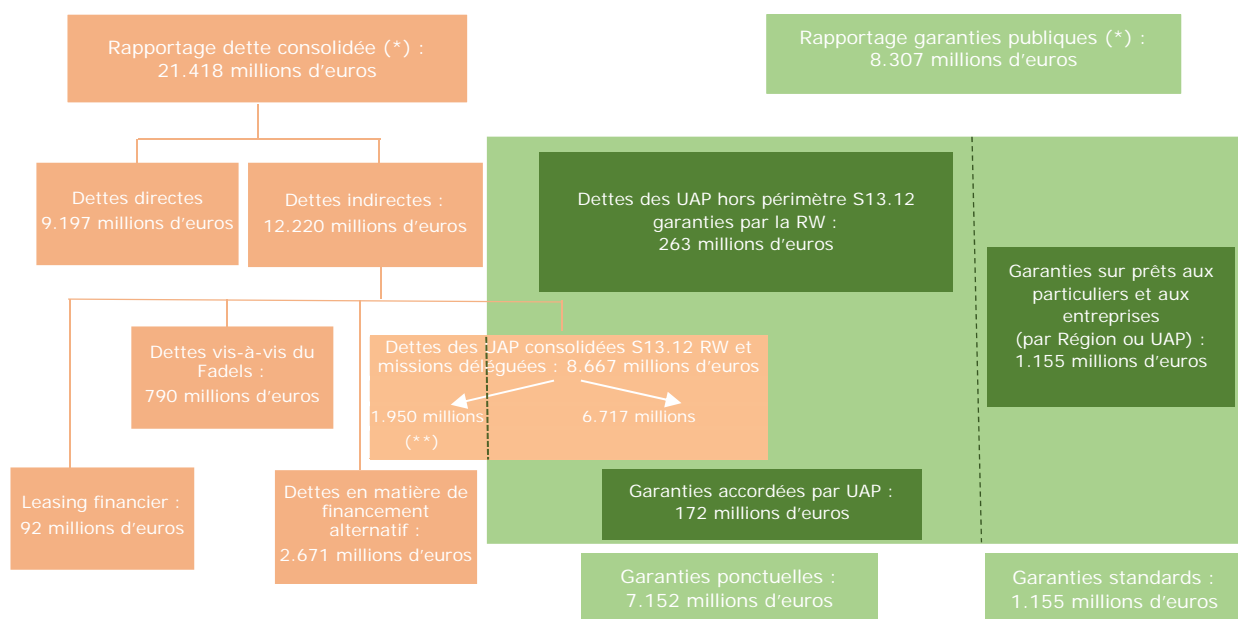 Rapportage dette consolidée (*) :
21.418 millions d'euros
Rapportage garanties publiques (*) :
8.307 millions d'euros
Dettes directes
9.197 millions d'euros
Dettes indirectes :
12.220 millions d'euros
Dettes des UAP hors périmètre S13.12
garanties par la RW :
263 millions d'euros
Garanties sur prêts aux
particuliers et aux
entreprises
(par Région ou UAP) :
1.155 millions d'euros
Dettes vis-à-vis du
Fadels :
790 millions d'euros
Dettes des UAP consolidées S13.12 RW et
missions déléguées : 8.667 millions d'euros
1.950 millions
(**)
6.717 millions
Leasing financier :
92 millions d'euros
Dettes en matière de
financement
alternatif :
2.671 millions d'euros
Garanties accordées par UAP :
172 millions d'euros
Garanties ponctuelles :
7.152 millions d'euros
Garanties standards :
1.155 millions d'euros